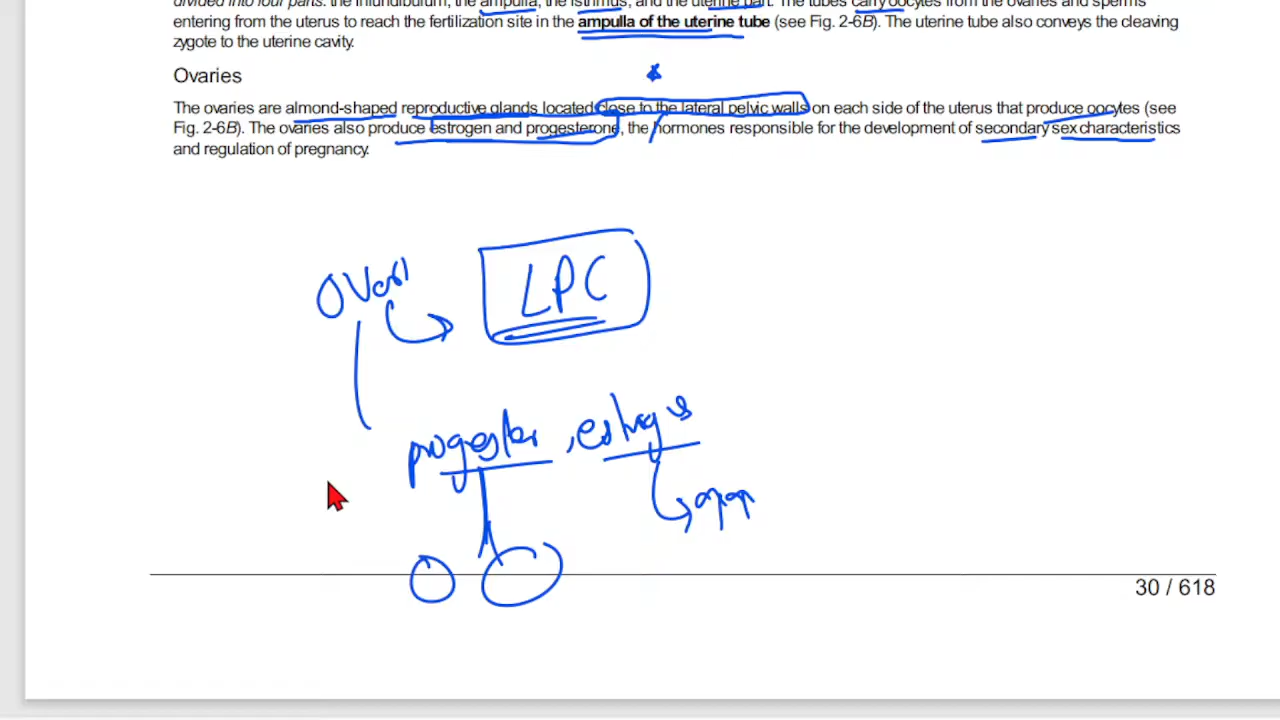 divided into four parts: the infundibulum, the ampulla, the isthmus, and the uterine part. The tubes carry oocytes from the ovaries and sperms
entering from the uterus to reach the fertilization site in the ampulla of the uterine tube (see Fig. 2-6B). The uterine tube also conveys the cleaving
zygote to the uterine cavity.
Ovaries
The ovaries are almond-shaped reproductive glands located close to the lateral pelvic walls on each side of the uterus that produce oocytes (see
Fig. 2-6B). The ovaries also produce estrogen and progesterone, the hormones responsible for the development of secondary sex characteristics
and regulation of pregnancy.
LPC
progester
30 / 618